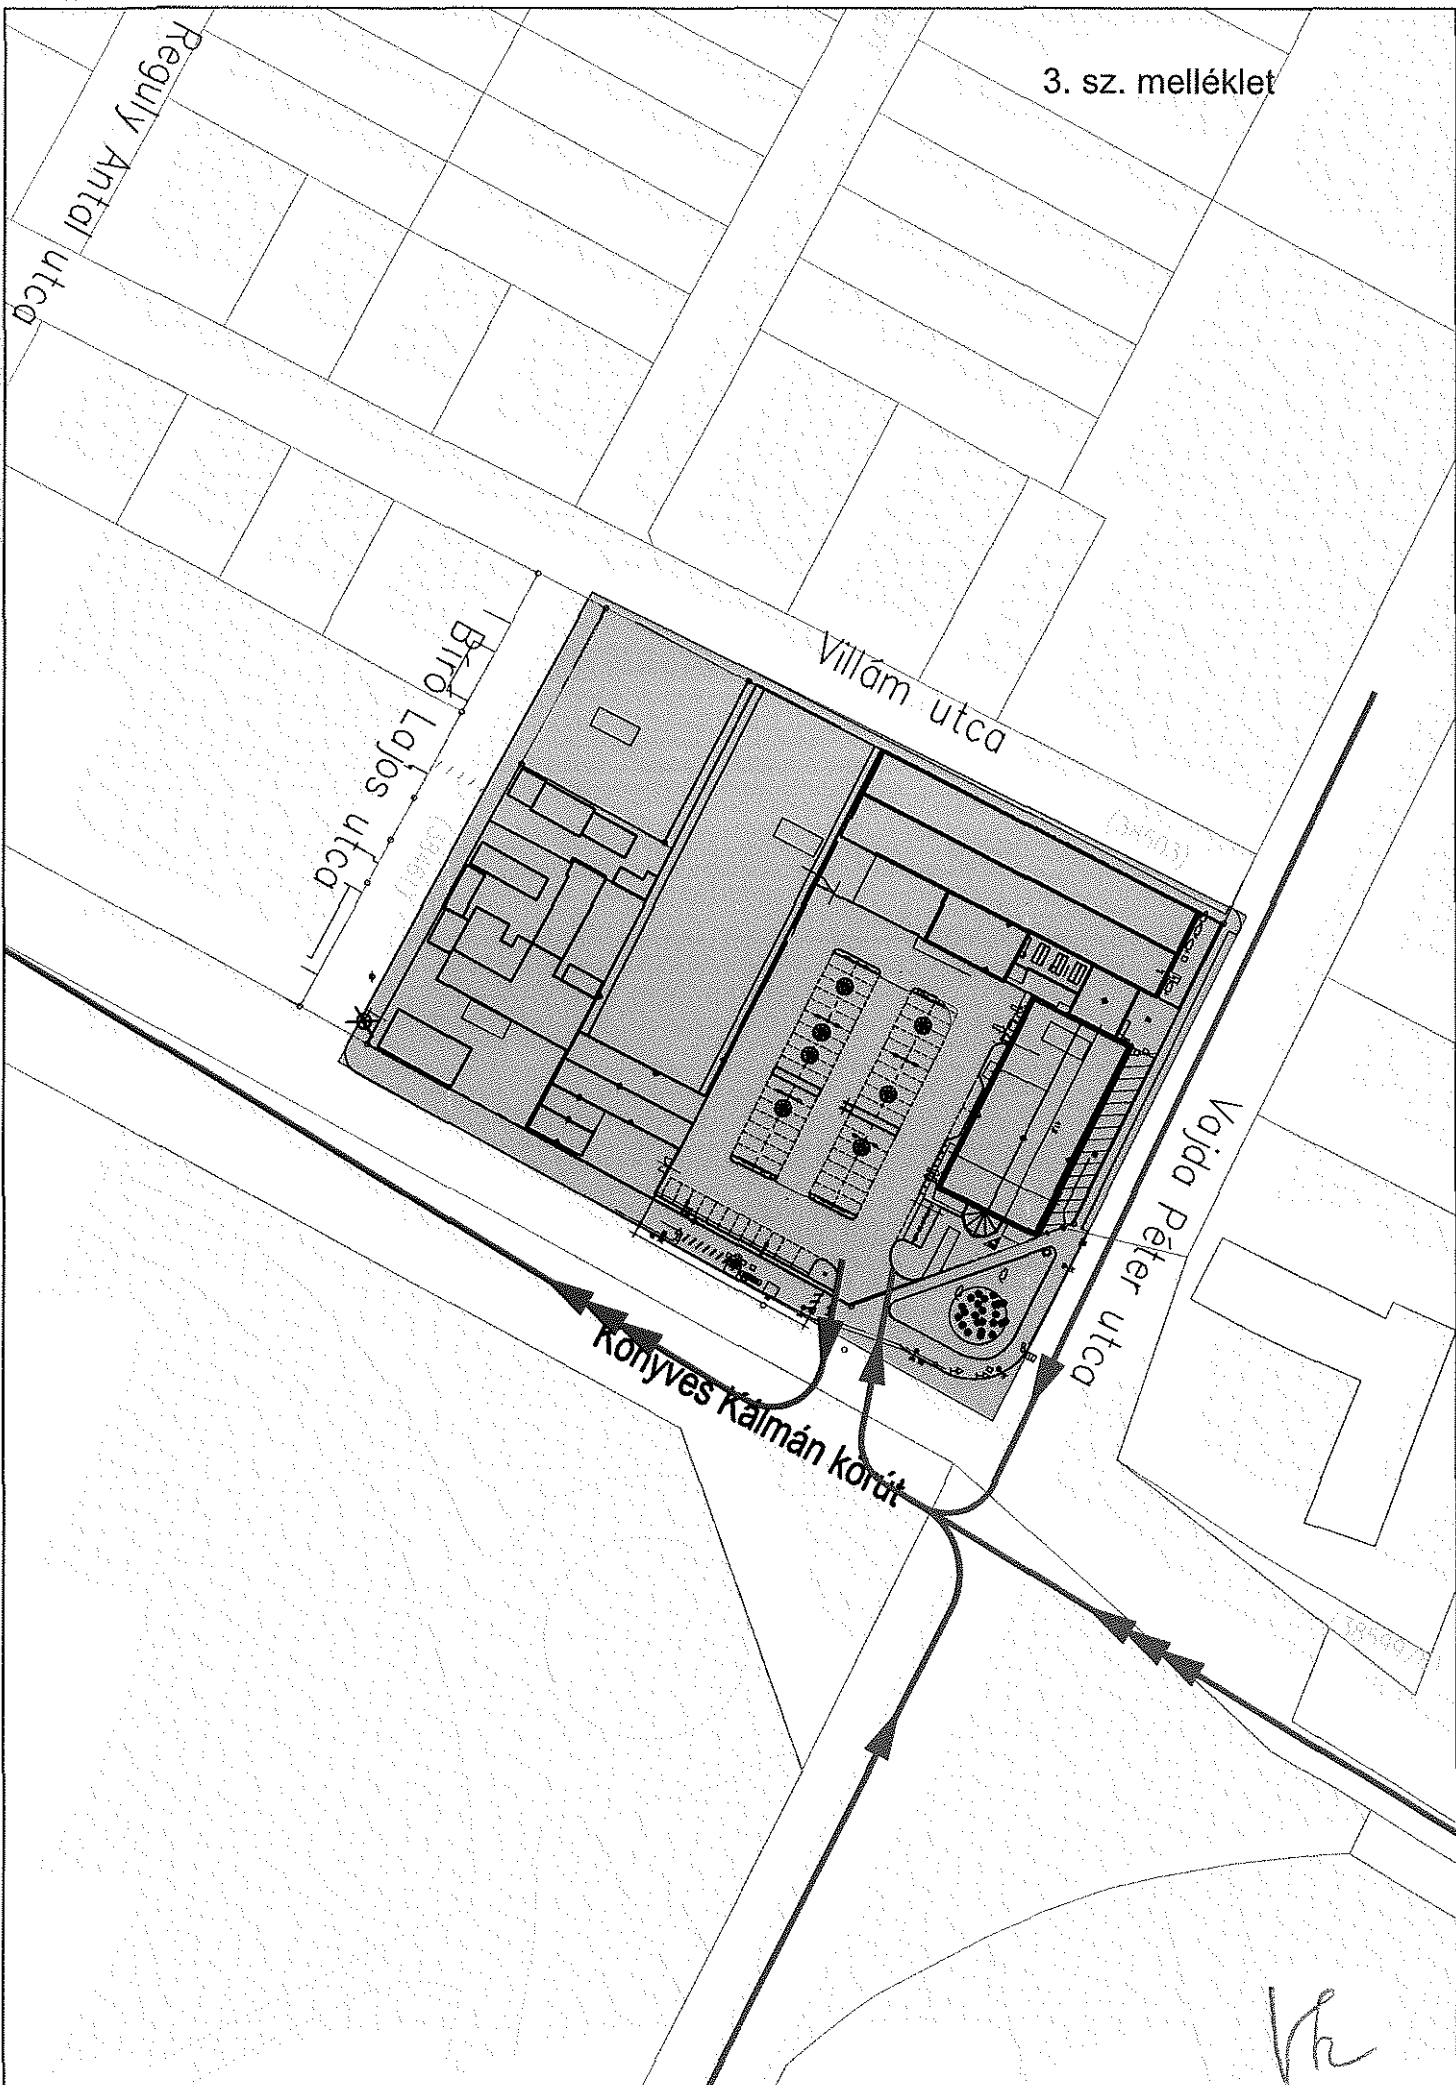 3. sz. melléklet
Reguly Antal utca
Villám utca
Bíró Lajos utca
Vajda Péter utca
Könyves Kálmán körút